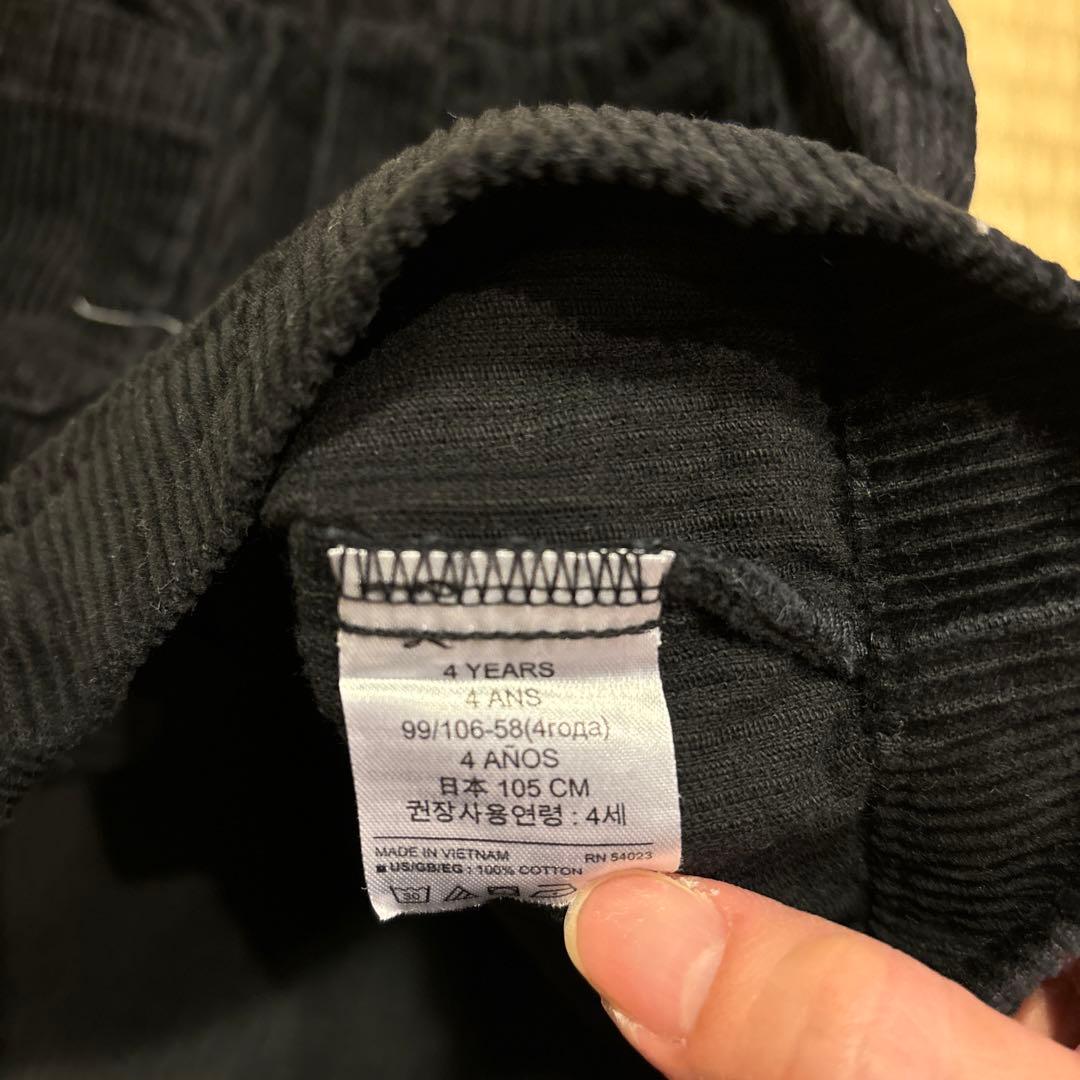 4 YEARS
4 ANS
99/106-58(4года)
4 AÑOS
日本 105 CM
권장사용연령 : 4세
MADE IN VIETNAM RN 54023
■ US/GB/EG : 100% COTTON
30